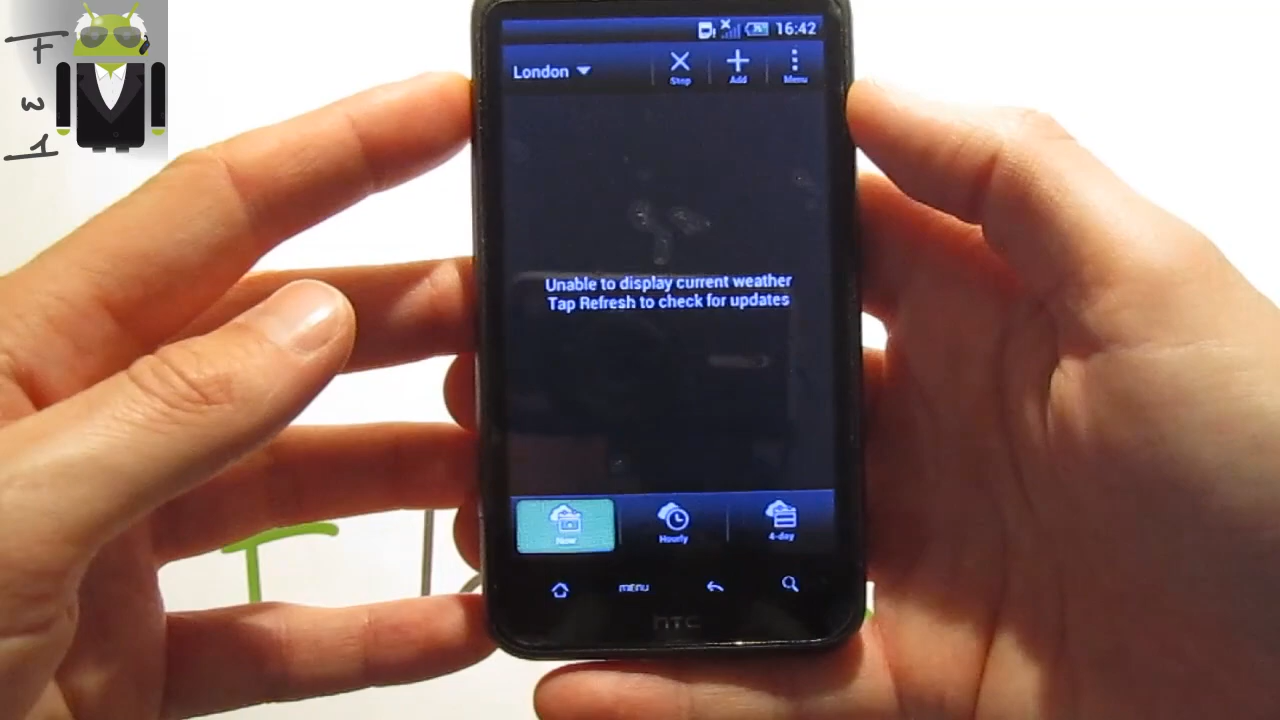 16:42
London
Stop
Add
Menu
Unable to display current weather
Tap Refresh to check for updates
Now
Hourly
4-day
menu
hTC